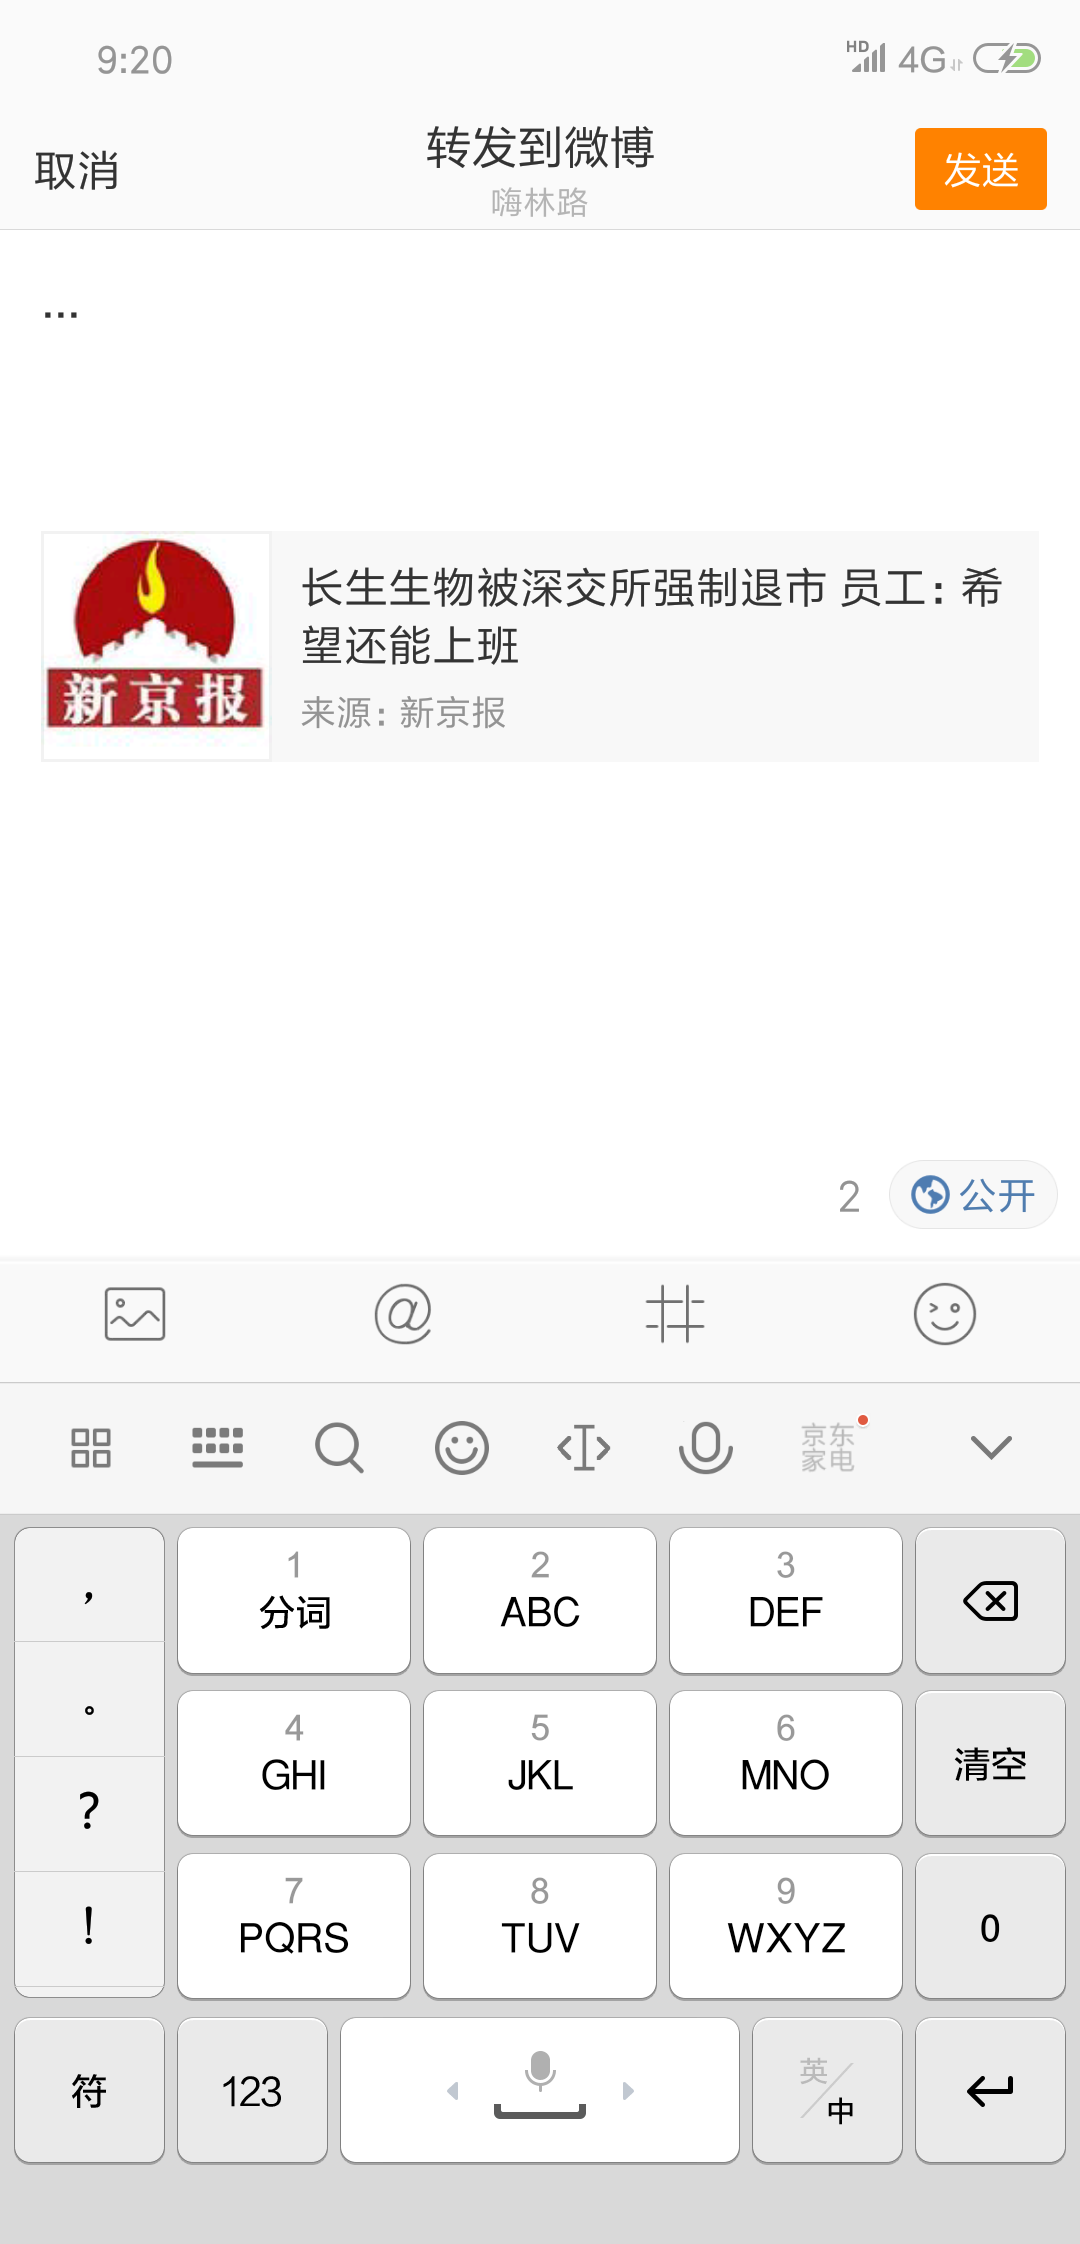 9:20
HD 4G
取消
转发到微博
发送
嗨林路
...
新京报
长生生物被深交所强制退市 员工：希
望还能上班
来源：新京报
2
公开
@
京东
家电
，
1
分词
2
ABC
3
DEF
。
4
GHI
5
JKL
6
MNO
清空
？
7
PQRS
8
TUV
9
WXYZ
0
！
符
123
英/中